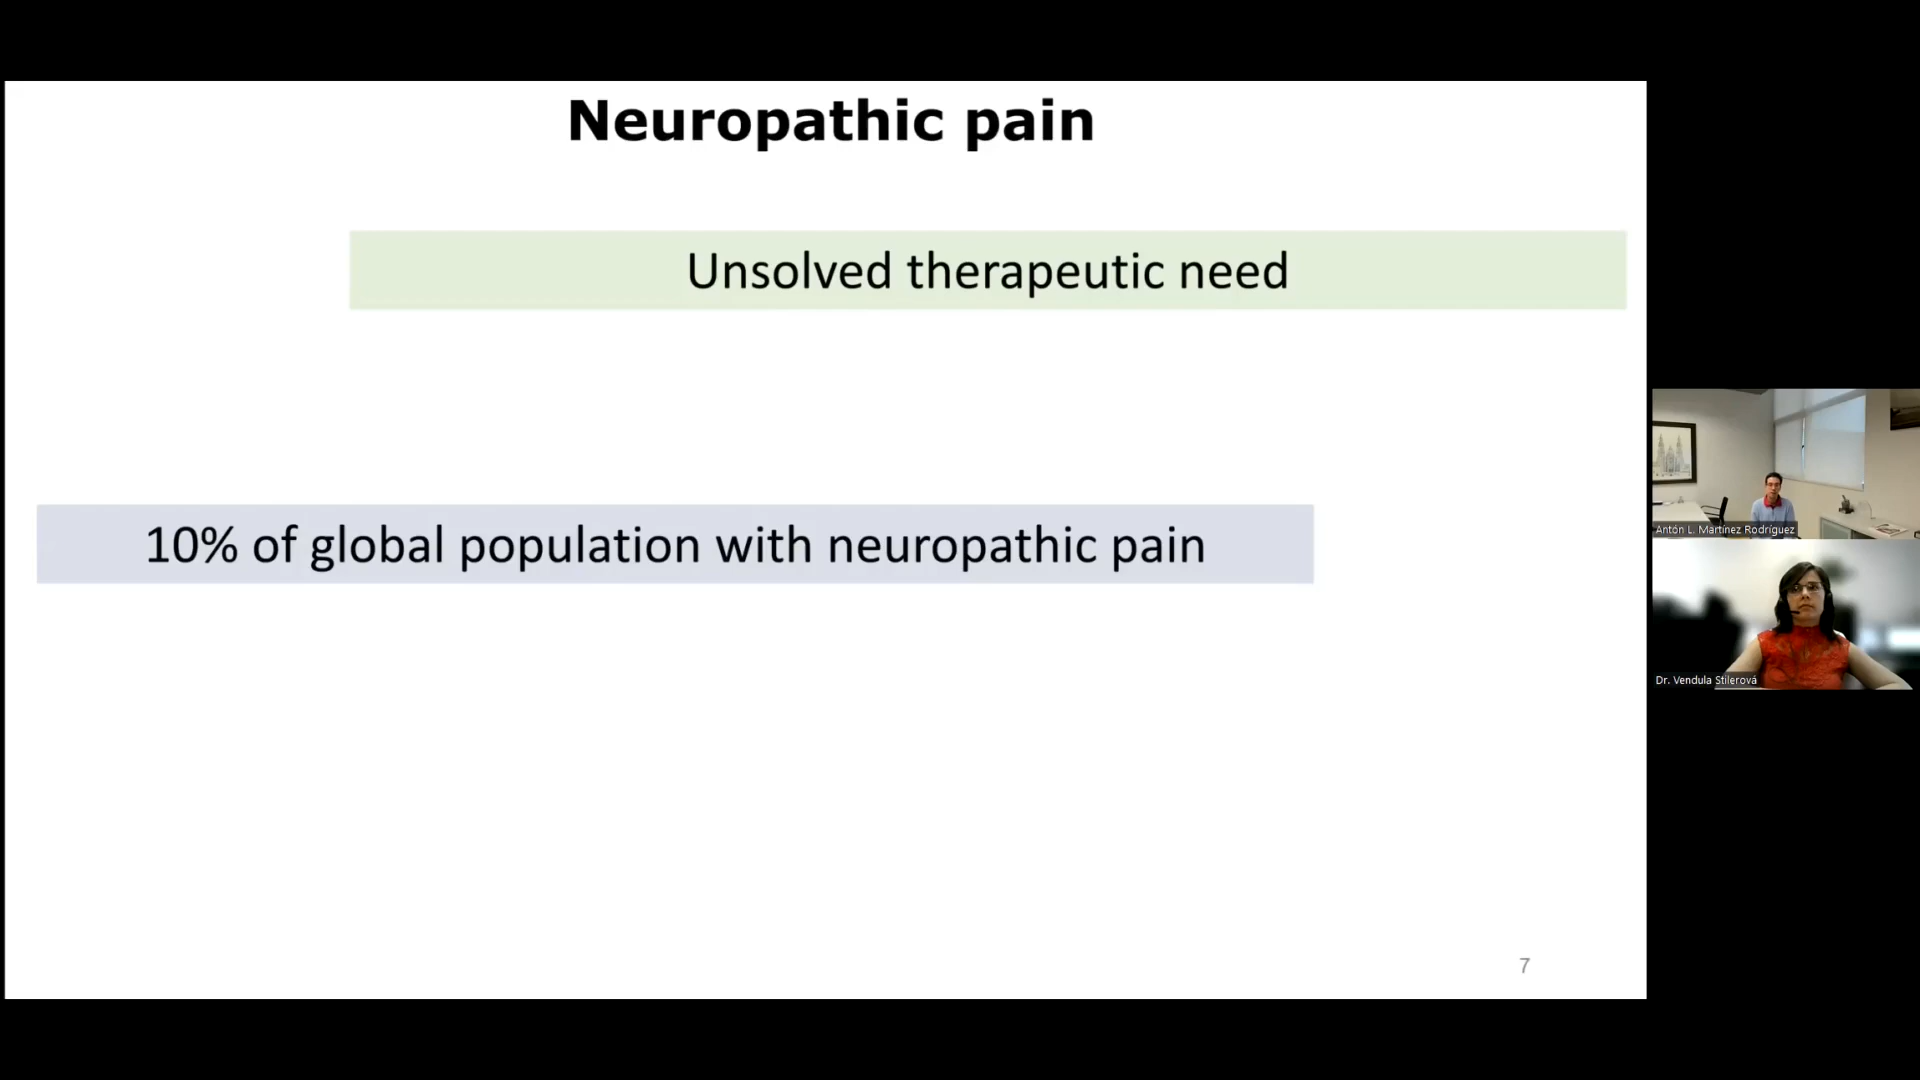 Neuropathic pain
Unsolved therapeutic need
10% of global population with neuropathic pain
7
Antón L. Martínez Rodríguez
Dr. Vendula Stilerová